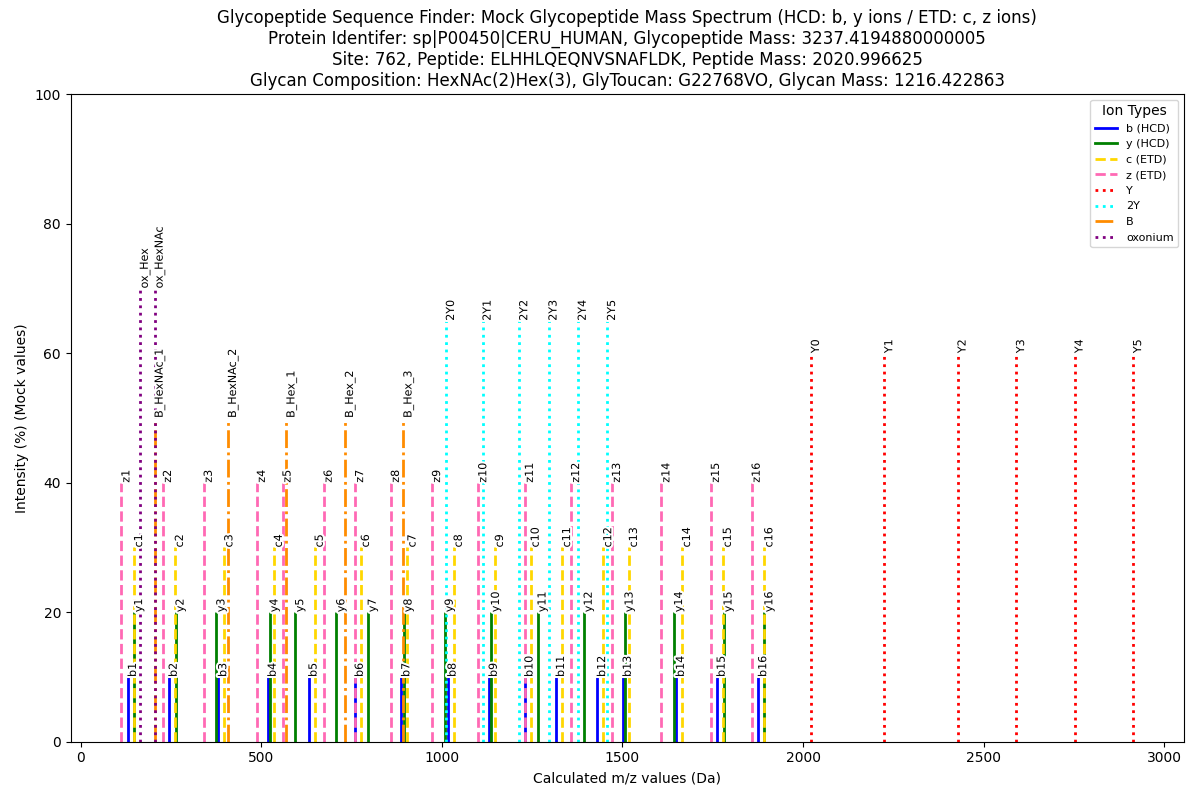 Glycopeptide Sequence Finder: Mock Glycopeptide Mass Spectrum (HCD: b, y ions / ETD: c, z ions)
Protein Identifer: sp|P00450|CERU_HUMAN, Glycopeptide Mass: 3237.4194880000005
Site: 762, Peptide: ELHHLQEQNVSNAFLDK, Peptide Mass: 2020.996625
Glycan Composition: HexNAc(2)Hex(3), GlyToucan: G22768VO, Glycan Mass: 1216.422863
Intensity (%) (Mock values)
100
80
60
40
20
0
Ion Types
b (HCD)
y (HCD)
c (ETD)
z (ETD)
Y
2Y
B
oxonium
ox_Hex
ox_HexNAc
2Y0
2Y1
2Y2
2Y3
2Y4
2Y5
Y0
Y1
Y2
Y3
Y4
Y5
B_HexNAc_1
B_HexNAc_2
B_Hex_1
B_Hex_2
B_Hex_3
z1
z2
z3
z4
z5
z6
z7
z8
z9
z10
z11
z12
z13
z14
z15
z16
c1
c2
c3
c4
c5
c6
c7
c8
c9
c10
c11
c12
c13
c14
c15
c16
y1
y2
y3
y4
y5
y6
y7
y8
y9
y10
y11
y12
y13
y14
y15
y16
b1
b2
b3
b4
b5
b6
b7
b8
b9
b10
b11
b12
b13
b14
b15
b16
0
500
1000
1500
2000
2500
3000
Calculated m/z values (Da)